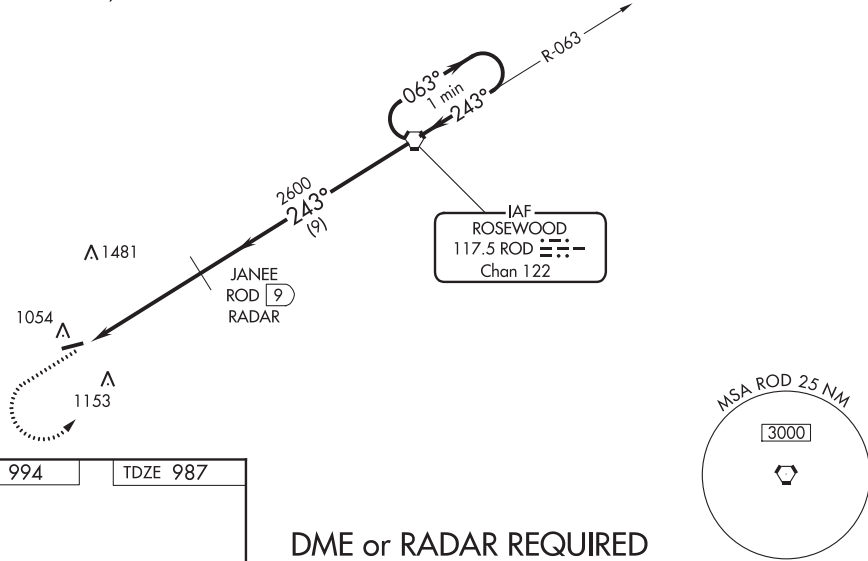 R-063
063°
1 min
243°
2600
243°
(9)
IAF
ROSEWOOD
117.5 ROD
Chan 122
1481
JANEE
ROD 9
RADAR
1054
1153
MSA ROD 25 NM
3000
994
TDZE 987
DME or RADAR REQUIRED